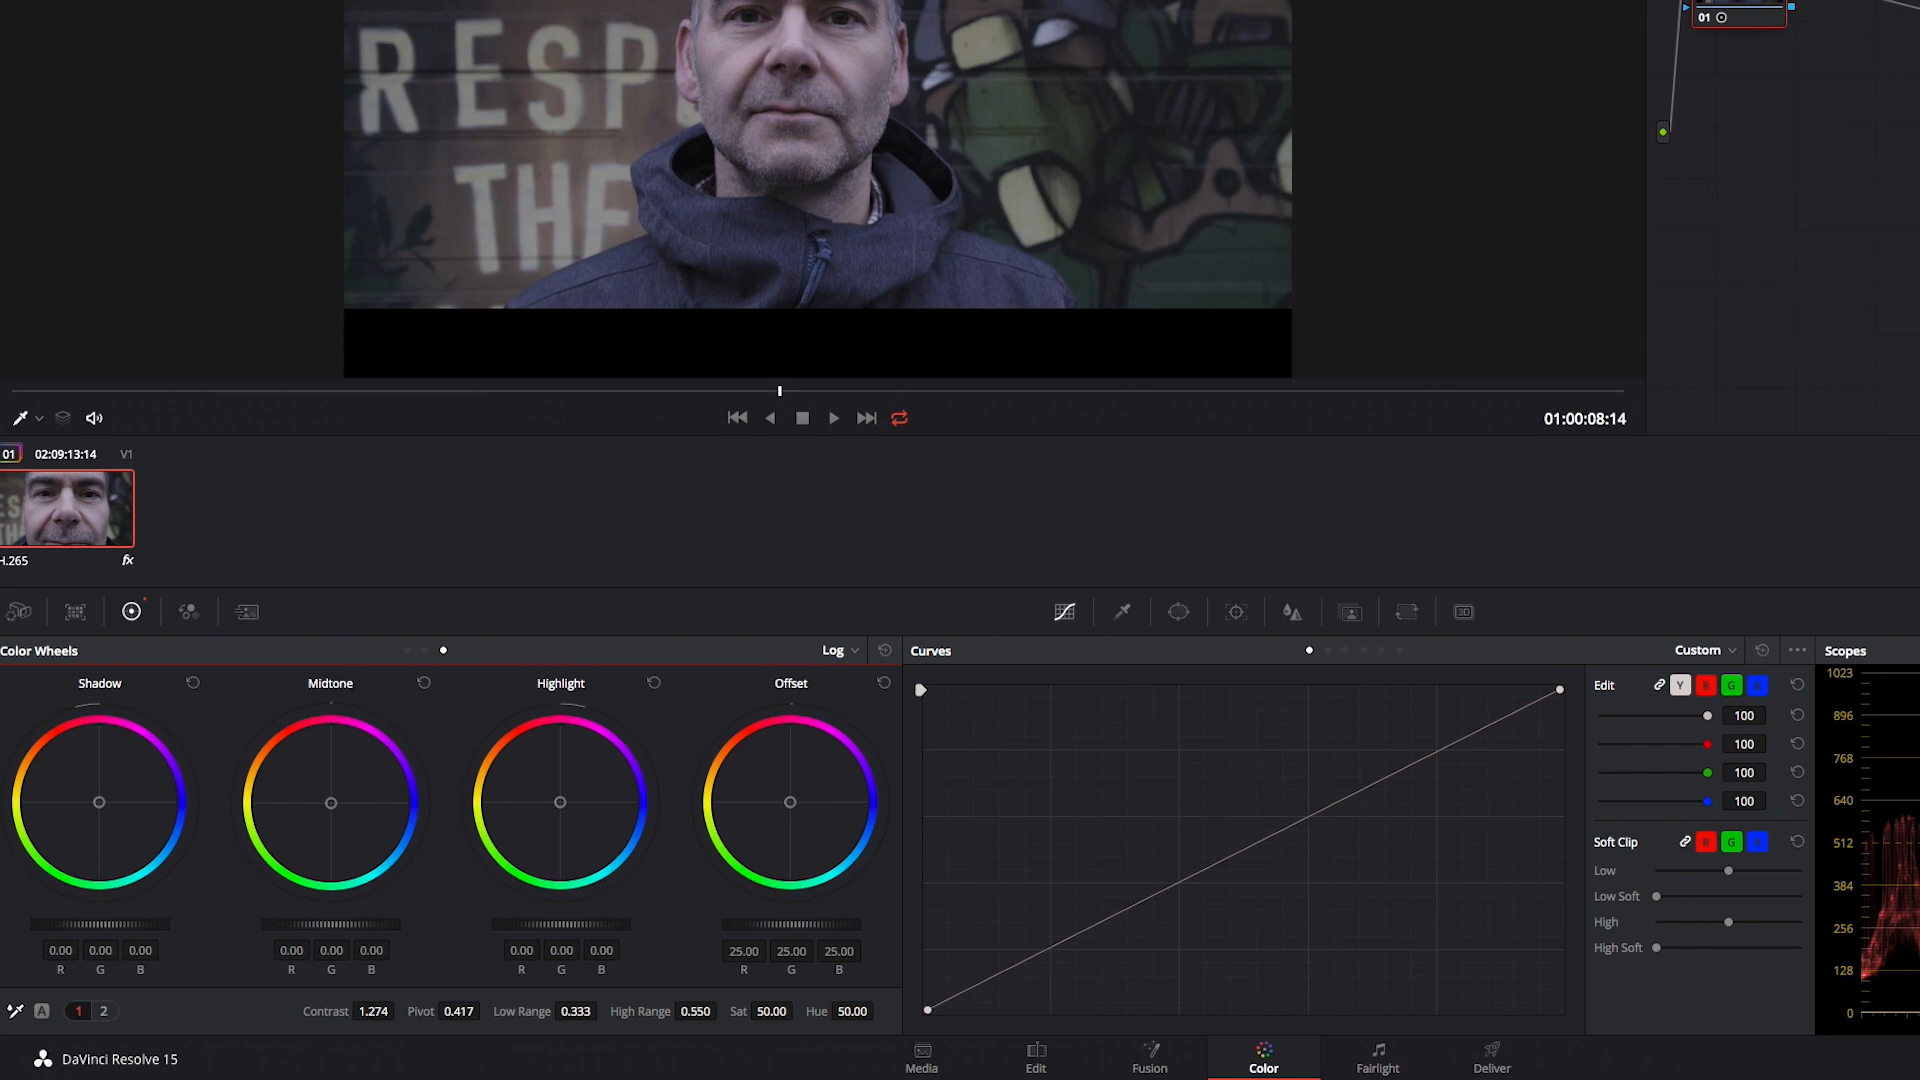 RESP
THE
01
01:00:08:14
01 02:09:13:14 V1
H.265 fx
3D
Color Wheels Log
Curves Custom
Scopes
Shadow Midtone Highlight Offset
0.00 0.00 0.00 0.00 0.00 0.00 0.00 0.00 0.00 25.00 25.00 25.00
R G B R G B R G B R G B
A 1 2 Contrast 1.274 Pivot 0.417 Low Range 0.333 High Range 0.550 Sat 50.00 Hue 50.00
Edit Y R G B
100
100
100
100
Soft Clip R G B
Low
Low Soft
High
High Soft
1023
896
768
640
512
384
256
128
0
DaVinci Resolve 15
Media Edit Fusion Color Fairlight Deliver